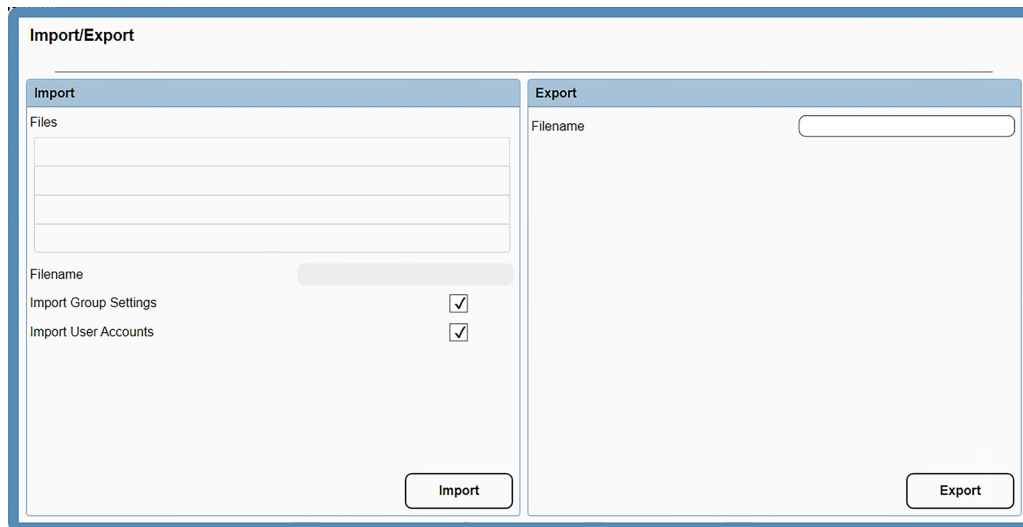 Import/Export
Import
Files
Filename
Import Group Settings
Import User Accounts
Import
Export
Filename
Export